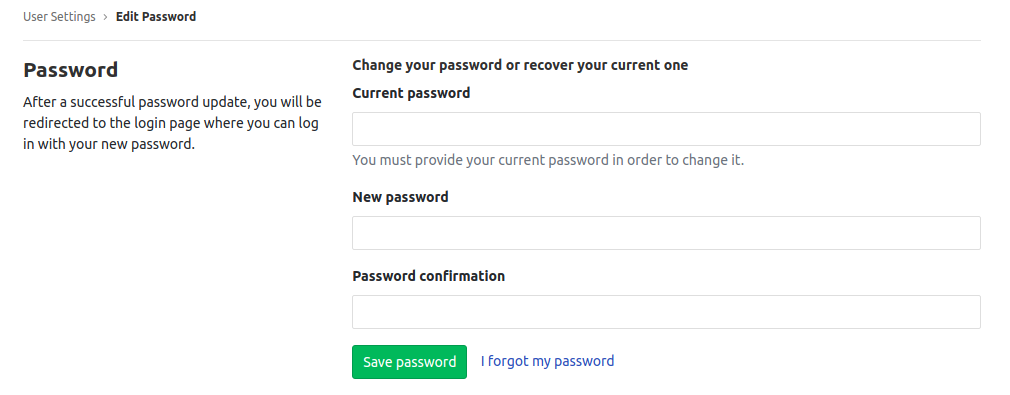 User Settings › Edit Password
Password
After a successful password update, you will be
redirected to the login page where you can log
in with your new password.
Change your password or recover your current one
Current password
You must provide your current password in order to change it.
New password
Password confirmation
Save password I forgot my password